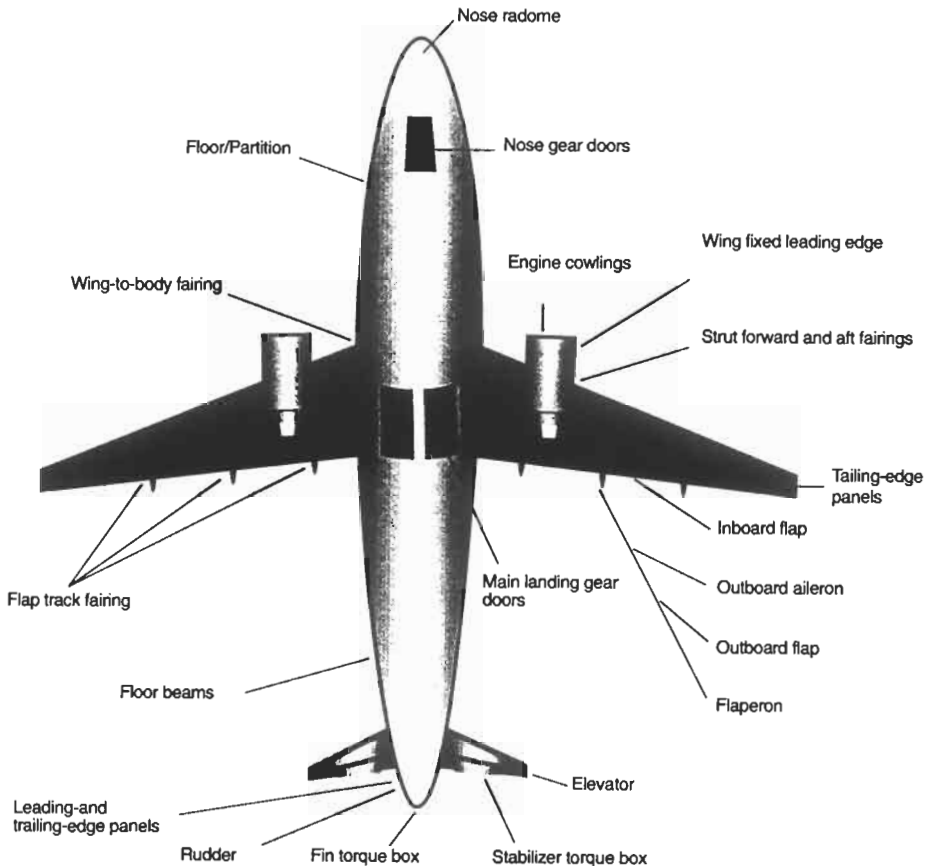 Nose radome
Floor/Partition
Nose gear doors
Wing fixed leading edge
Engine cowlings
Wing-to-body fairing
Strut forward and aft fairings
Tailing-edge
panels
Inboard flap
Main landing gear
doors
Outboard aileron
Flap track fairing
Outboard flap
Floor beams
Flaperon
Elevator
Leading-and
trailing-edge panels
Rudder
Fin torque box
Stabilizer torque box